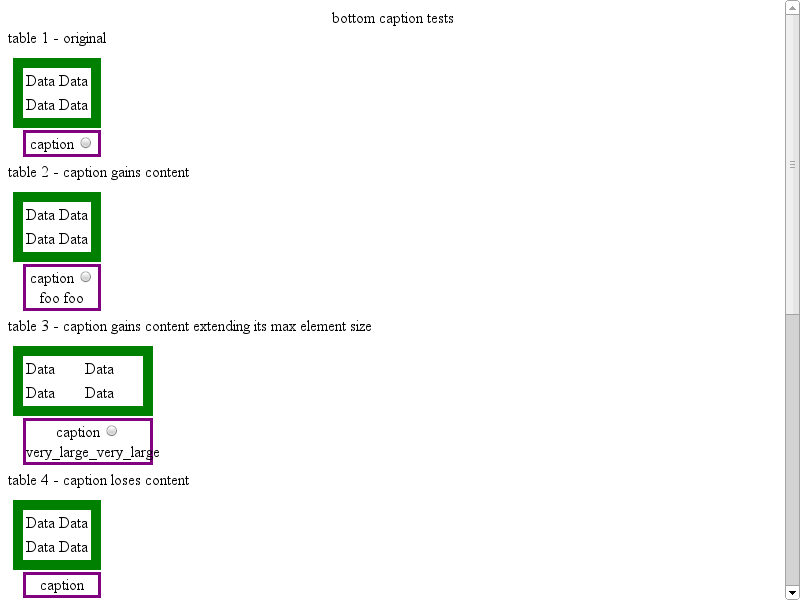 bottom caption tests
table 1 - original
Data Data
Data Data
caption
table 2 - caption gains content
Data Data
Data Data
caption
foo foo
table 3 - caption gains content extending its max element size
Data Data
Data Data
caption
very_large_very_large
table 4 - caption loses content
Data Data
Data Data
caption